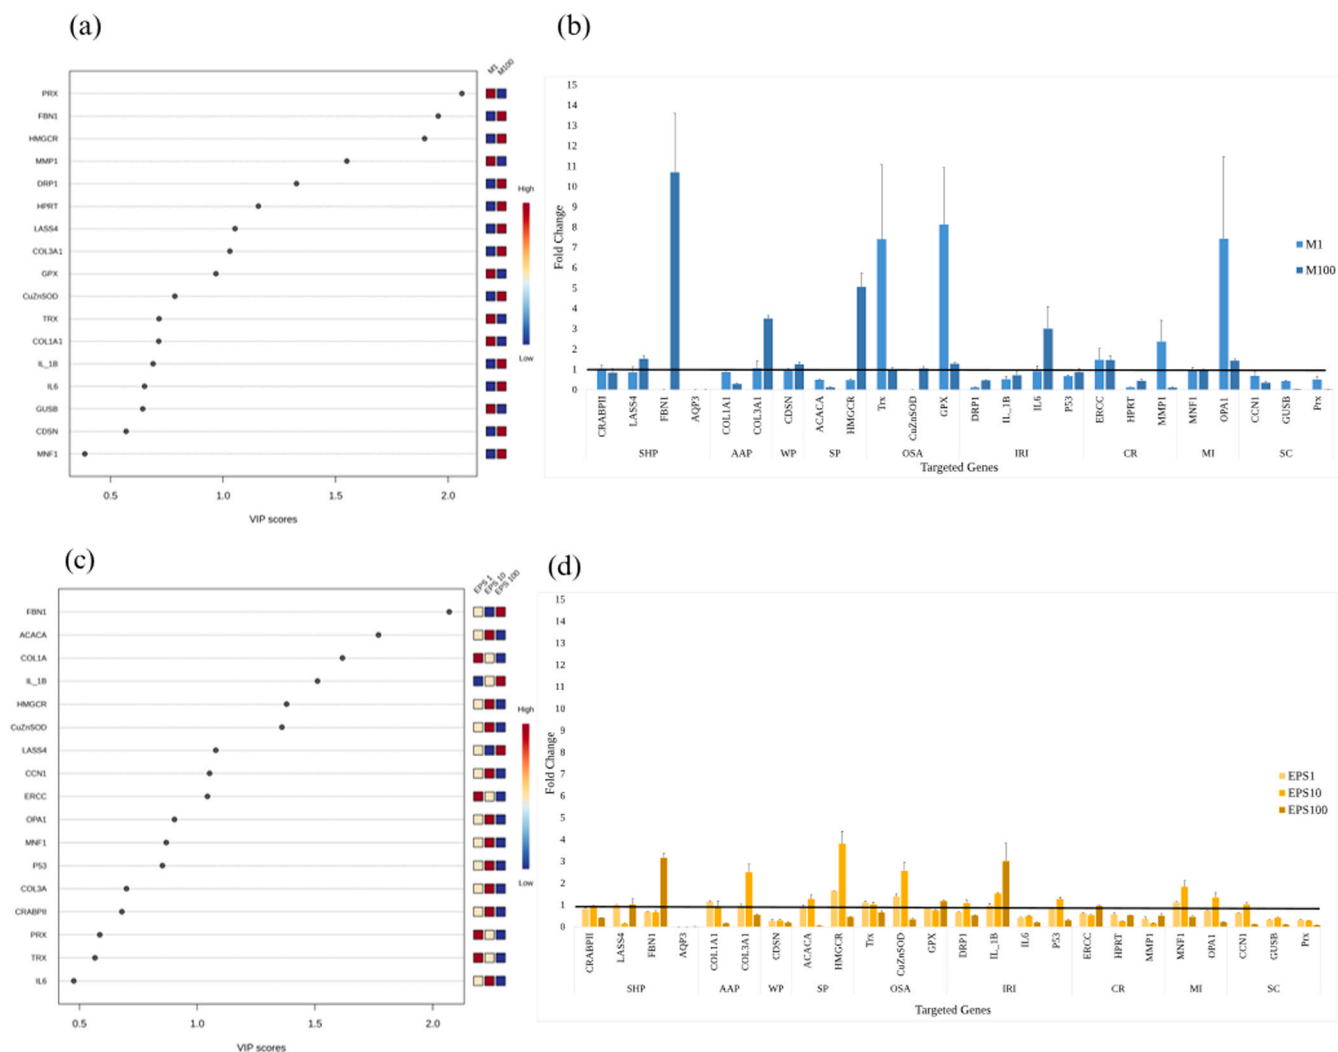 (a)
M1 M100
PRX
FBN1
HMGCR
MMP1
DRP1
HPRT
LASS4
COL3A1
GPX
CuZnSOD
TRX
COL1A1
IL_1B
IL6
GUSB
CDSN
MNF1
High
Low
0.5 1.0 1.5 2.0
VIP scores
(b)
15
14
13
12
11
10
9
8
7
6
5
4
3
2
1
0
Fold Change
M1
M100
CRABPII LASS4 FBN1 AQP3 COL1A1 COL3A1 CDSN ACACA HMGCR Trx CuZnSOD GPX DRP1 IL_1B IL6 P53 ERCC HPRT MMP1 MNF1 OPA1 CCN1 GUSB Prx
SHP AAP WP SP OSA IRI CR MI SC
Targeted Genes
(c)
EPS 1 EPS 10 EPS 100
FBN1
ACACA
COL1A
IL_1B
HMGCR
CuZnSOD
LASS4
CCN1
ERCC
OPA1
MNF1
P53
COL3A
CRABPII
PRX
TRX
IL6
High
Low
0.5 1.0 1.5 2.0
VIP scores
(d)
15
14
13
12
11
10
9
8
7
6
5
4
3
2
1
0
Fold Change
EPS1
EPS10
EPS100
CRABPII LASS4 FBN1 AQP3 COL1A1 COL3A1 CDSN ACACA HMGCR Trx CuZnSOD GPX DRP1 IL_1B IL6 P53 ERCC HPRT MMP1 MNF1 OPA1 CCN1 GUSB Prx
SHP AAP WP SP OSA IRI CR MI SC
Targeted Genes